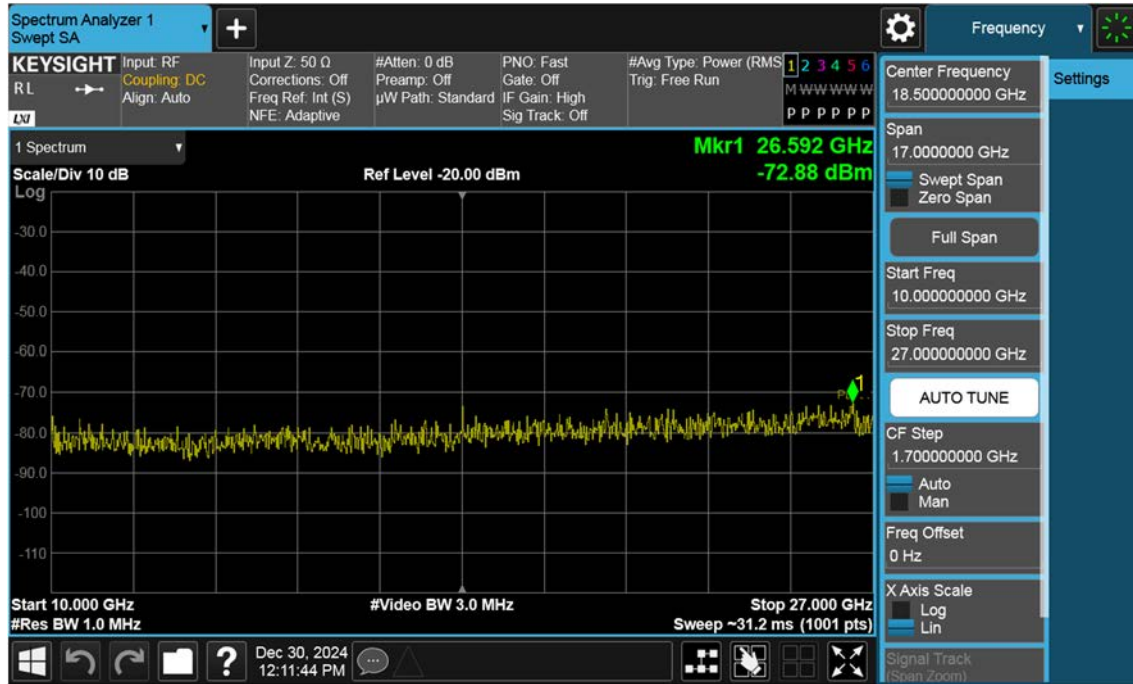 Spectrum Analyzer 1
Swept SA
Frequency
KEYSIGHT
R L
LXI
Input: RF
Coupling: DC
Align: Auto
Input Z: 50 Ω
Corrections: Off
Freq Ref: Int (S)
NFE: Adaptive
#Atten: 0 dB
Preamp: Off
µW Path: Standard
PNO: Fast
Gate: Off
IF Gain: High
Sig Track: Off
#Avg Type: Power (RMS
Trig: Free Run
1 2 3 4 5 6
M W W W W W
P P P P P P
1 Spectrum
Mkr1 26.592 GHz
-72.88 dBm
Scale/Div 10 dB
Ref Level -20.00 dBm
Log
-30.0
-40.0
-50.0
-60.0
-70.0
-80.0
-90.0
-100
-110
1
Start 10.000 GHz
#Video BW 3.0 MHz
Stop 27.000 GHz
#Res BW 1.0 MHz
Sweep ~31.2 ms (1001 pts)
Dec 30, 2024
12:11:44 PM
Settings
Center Frequency
18.500000000 GHz
Span
17.0000000 GHz
Swept Span
Zero Span
Full Span
Start Freq
10.000000000 GHz
Stop Freq
27.000000000 GHz
AUTO TUNE
CF Step
1.700000000 GHz
Auto
Man
Freq Offset
0 Hz
X Axis Scale
Log
Lin
Signal Track
(Span Zoom)